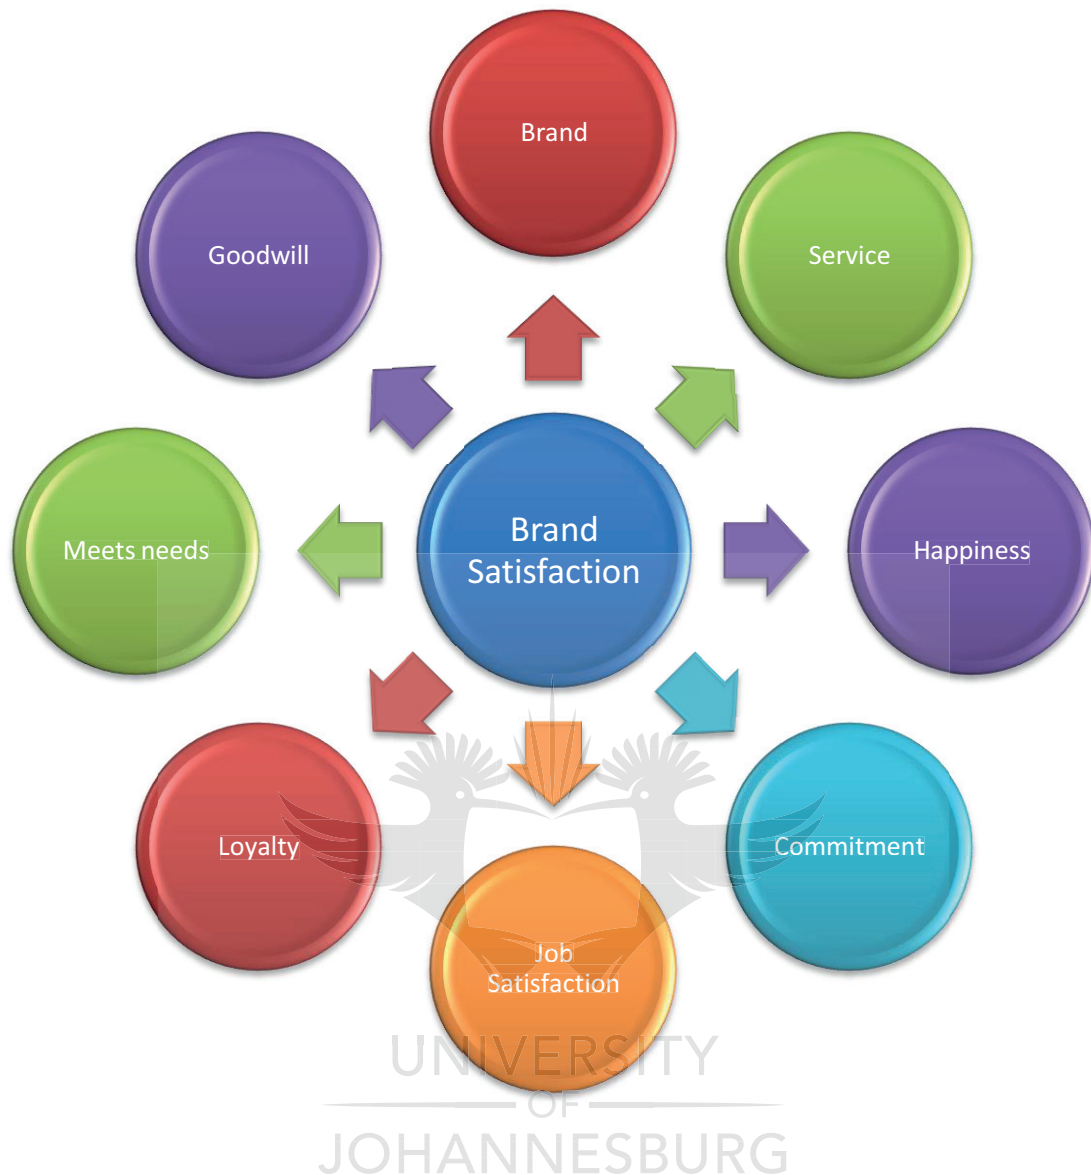 Brand
Goodwill
Service
Brand
Satisfaction
Meets needs
Happiness
Loyalty
Commitment
Job
Satisfaction
UNIVERSITY
OF
JOHANNESBURG